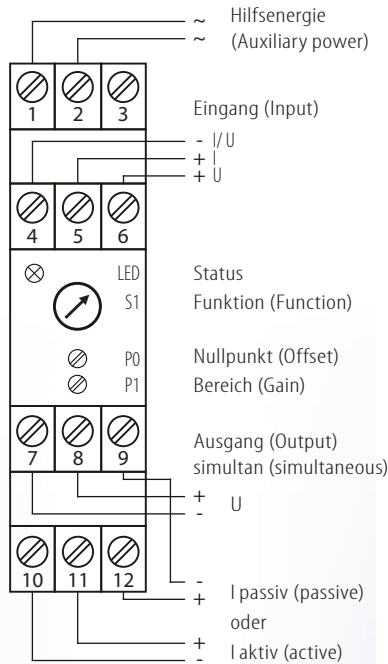 ~ Hilfsenergie
~ (Auxiliary power)
1 2 3
Eingang (Input)
- I/U
+ I
+ U
4 5 6
LED Status
S1 Funktion (Function)
P0 Nullpunkt (Offset)
P1 Bereich (Gain)
Ausgang (Output)
7 8 9
simultan (simultaneous)
+
U
-
10 11 12
-
+ I passiv (passive)
oder
+
- I aktiv (active)